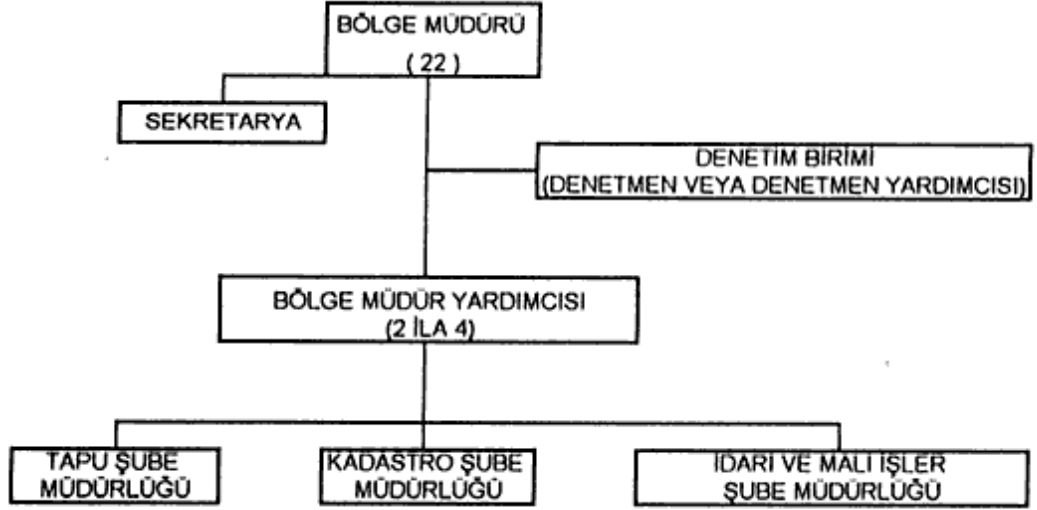 BÖLGE MÜDÜRÜ
( 22 )
SEKRETARYA
DENETİM BİRİMİ
(DENETMEN VEYA DENETMEN YARDIMCISI)
BÖLGE MÜDÜR YARDIMCISI
(2 İLA 4)
TAPU ŞUBE
MÜDÜRLÜĞÜ
KADASTRO ŞUBE
MÜDÜRLÜĞÜ
İDARİ VE MALİ İŞLER
ŞUBE MÜDÜRLÜĞÜ